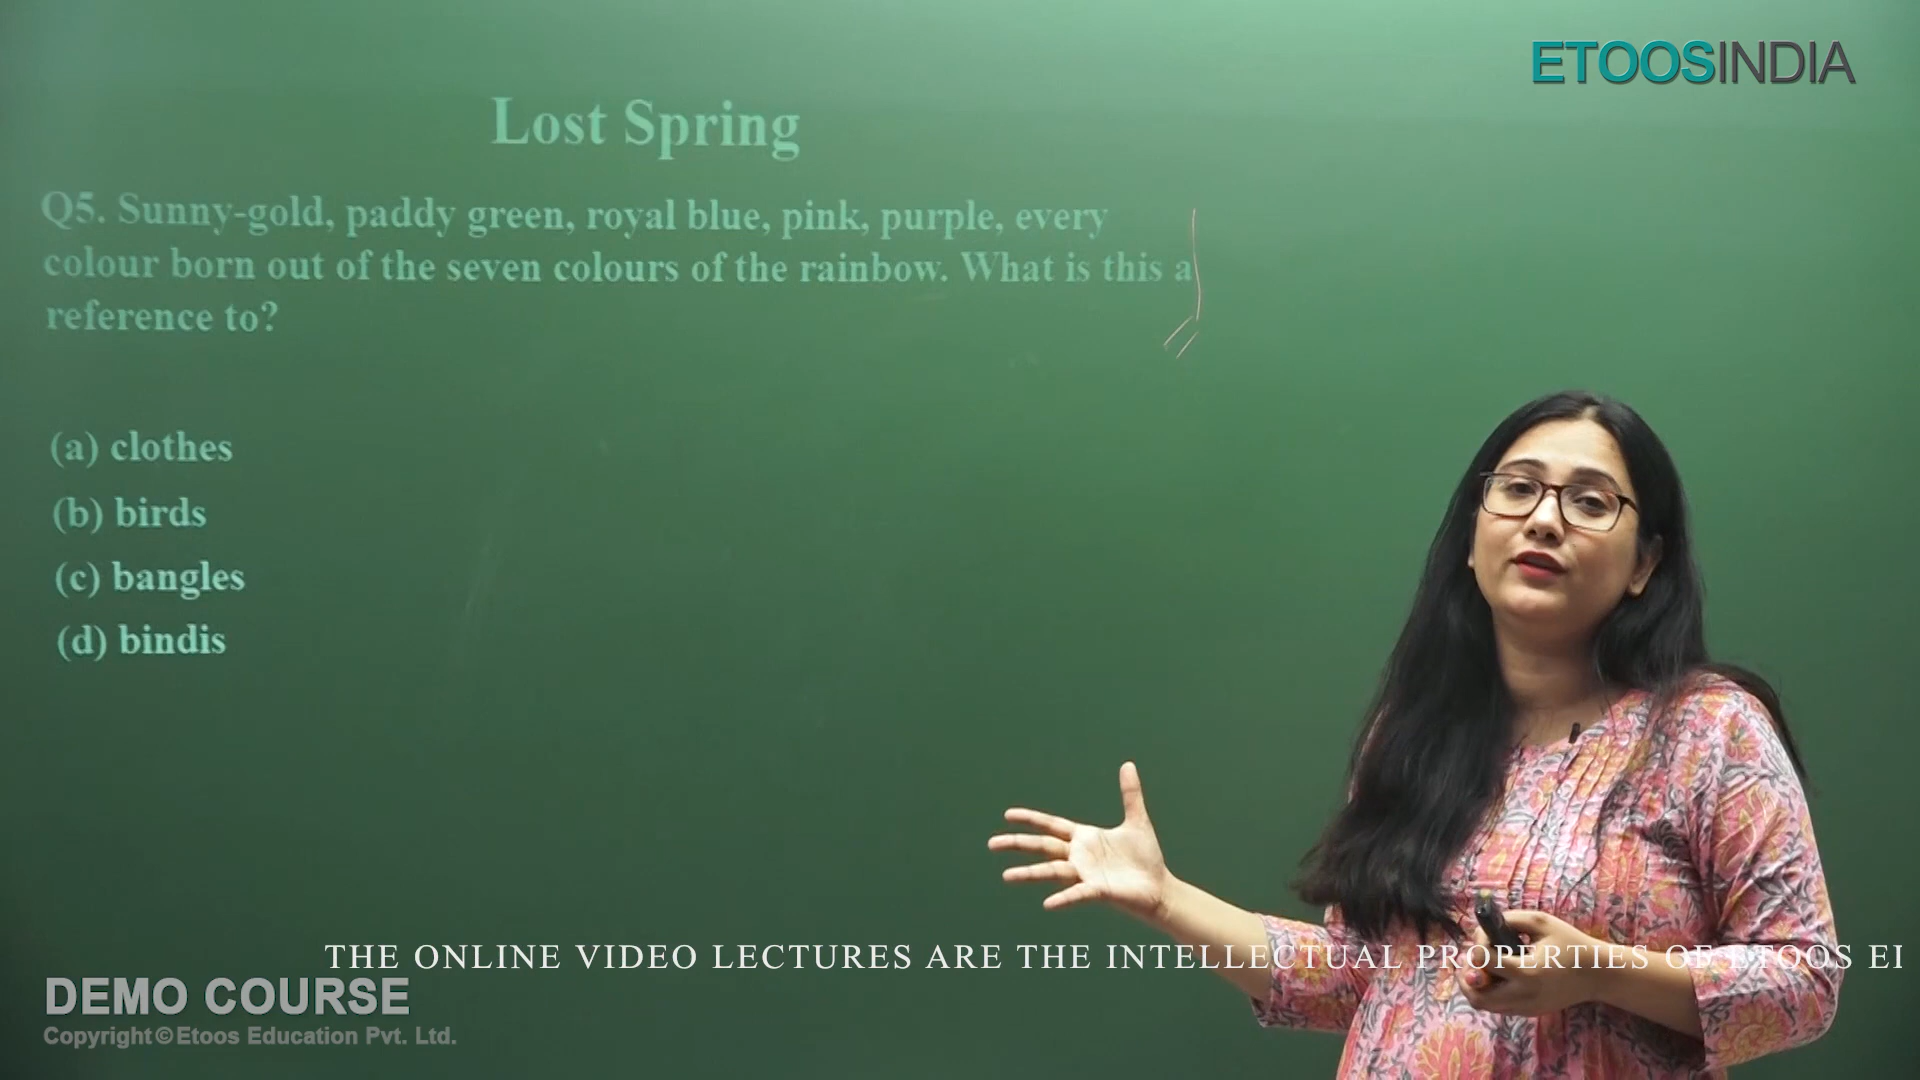 ETOOSINDIA
Lost Spring
Q5. Sunny-gold, paddy green, royal blue, pink, purple, every
colour born out of the seven colours of the rainbow. What is this a
reference to?
(a) clothes
(b) birds
(c) bangles
(d) bindis
THE ONLINE VIDEO LECTURES ARE THE INTELLECTUAL PROPERTIES OF ETOOS
DEMO COURSE
Copyright©Etoos Education Pvt. Ltd.